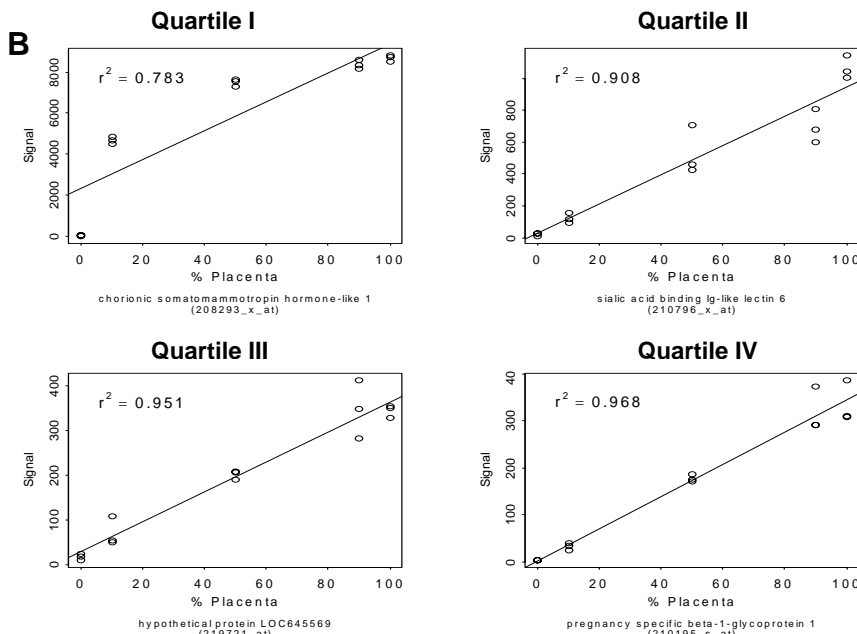 B
Quartile I
r² = 0.783
Signal
0 2000 4000 6000 8000
0 20 40 60 80 100
% Placenta
chorionic somatomammotropin hormone-like 1
(208293_x_at)
Quartile II
r² = 0.908
Signal
0 200 400 600 800
0 20 40 60 80 100
% Placenta
sialic acid binding Ig-like lectin 6
(210796_x_at)
Quartile III
r² = 0.951
Signal
0 100 200 300 400
0 20 40 60 80 100
% Placenta
hypothetical protein LOC645569
(219721_at)
Quartile IV
r² = 0.968
Signal
0 100 200 300 40
0 20 40 60 80 100
% Placenta
pregnancy specific beta-1-glycoprotein 1
(210195_s_at)